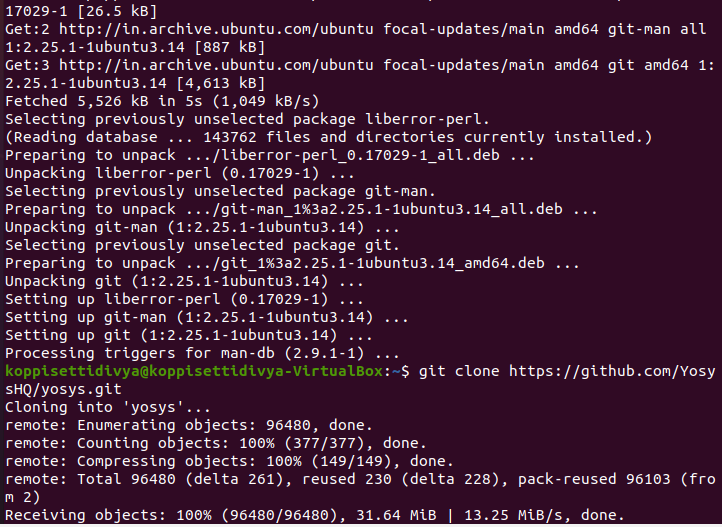 17029-1 [26.5 kB]
Get:2 http://in.archive.ubuntu.com/ubuntu focal-updates/main amd64 git-man all
1:2.25.1-1ubuntu3.14 [887 kB]
Get:3 http://in.archive.ubuntu.com/ubuntu focal-updates/main amd64 git amd64 1:
2.25.1-1ubuntu3.14 [4,613 kB]
Fetched 5,526 kB in 5s (1,049 kB/s)
Selecting previously unselected package liberror-perl.
(Reading database ... 143762 files and directories currently installed.)
Preparing to unpack .../liberror-perl_0.17029-1_all.deb ...
Unpacking liberror-perl (0.17029-1) ...
Selecting previously unselected package git-man.
Preparing to unpack .../git-man_1%3a2.25.1-1ubuntu3.14_all.deb ...
Unpacking git-man (1:2.25.1-1ubuntu3.14) ...
Selecting previously unselected package git.
Preparing to unpack .../git_1%3a2.25.1-1ubuntu3.14_amd64.deb ...
Unpacking git (1:2.25.1-1ubuntu3.14) ...
Setting up liberror-perl (0.17029-1) ...
Setting up git-man (1:2.25.1-1ubuntu3.14) ...
Setting up git (1:2.25.1-1ubuntu3.14) ...
Processing triggers for man-db (2.9.1-1) ...
koppisettidivya@koppisettidivya-VirtualBox:~$ git clone https://github.com/Yosy
sHQ/yosys.git
Cloning into 'yosys'...
remote: Enumerating objects: 96480, done.
remote: Counting objects: 100% (377/377), done.
remote: Compressing objects: 100% (149/149), done.
remote: Total 96480 (delta 261), reused 230 (delta 228), pack-reused 96103 (fro
m 2)
Receiving objects: 100% (96480/96480), 31.64 MiB | 13.25 MiB/s, done.